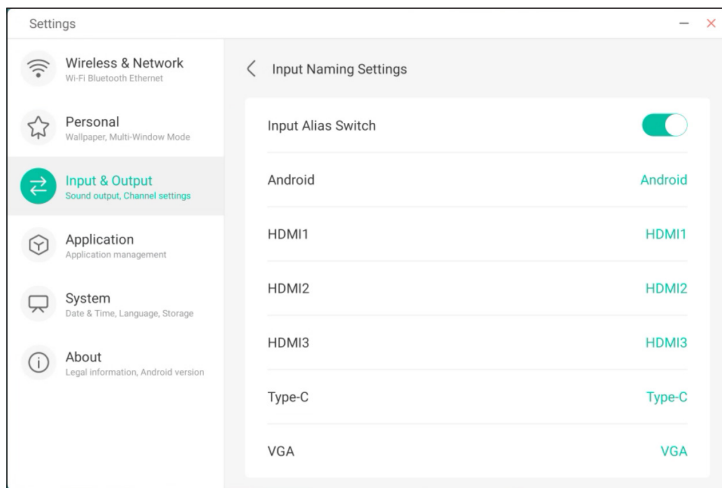 Settings
Wireless & Network
Wi-Fi Bluetooth Ethernet
Personal
Wallpaper, Multi-Window Mode
Input & Output
Sound output, Channel settings
Application
Application management
System
Date & Time, Language, Storage
About
Legal information, Android version
Input Naming Settings
Input Alias Switch
Android Android
HDMI1 HDMI1
HDMI2 HDMI2
HDMI3 HDMI3
Type-C Type-C
VGA VGA